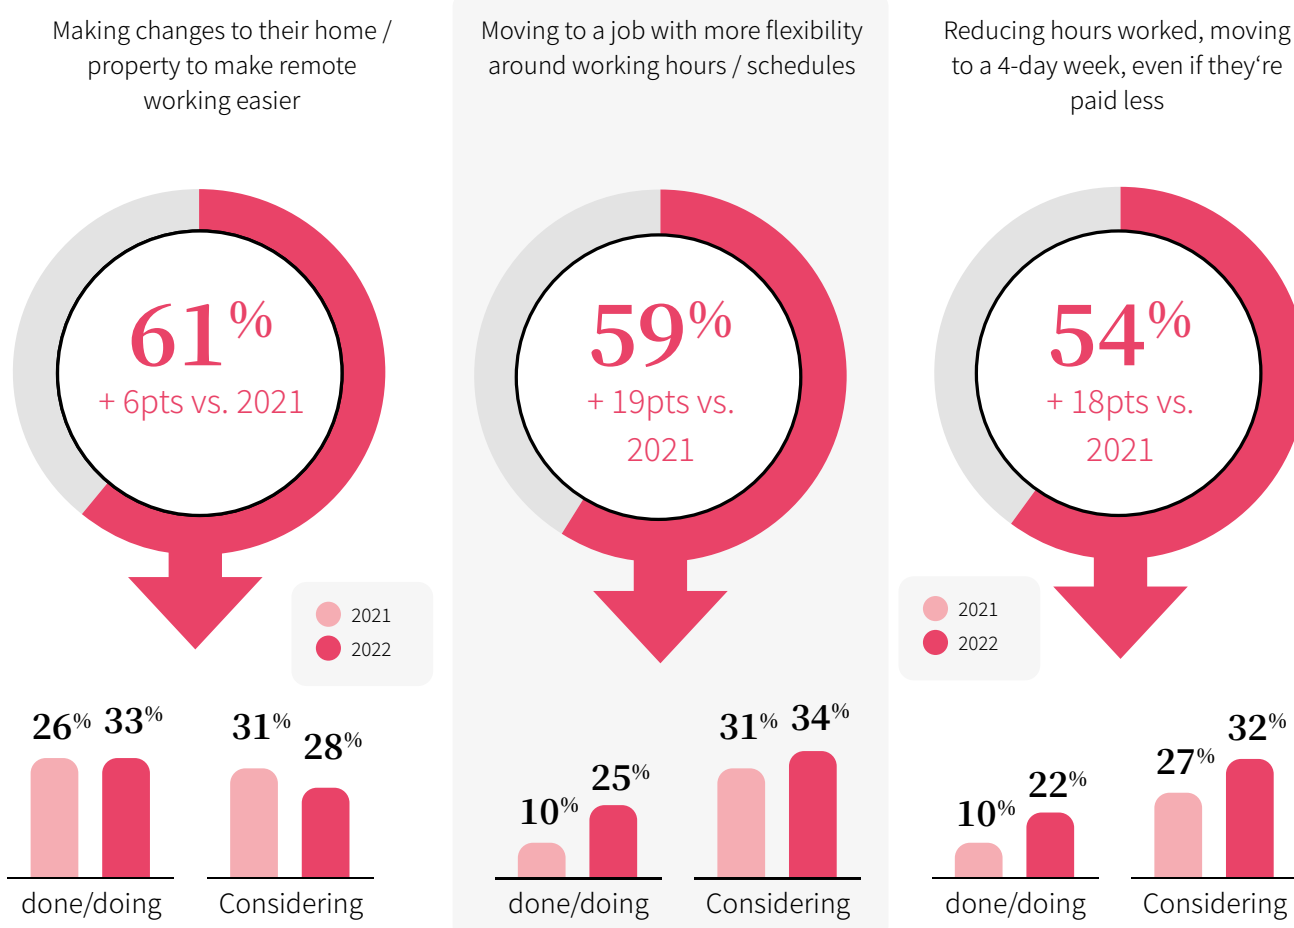 Making changes to their home /
property to make remote
working easier
61%
+ 6pts vs. 2021
2021
2022
26% 33%
31% 28%
done/doing
Considering
Moving to a job with more flexibility
around working hours / schedules
59%
+ 19pts vs.
2021
10% 25%
31% 34%
done/doing
Considering
Reducing hours worked, moving
to a 4-day week, even if they‘re
paid less
54%
+ 18pts vs.
2021
2021
2022
10% 22%
27% 32%
done/doing
Considering